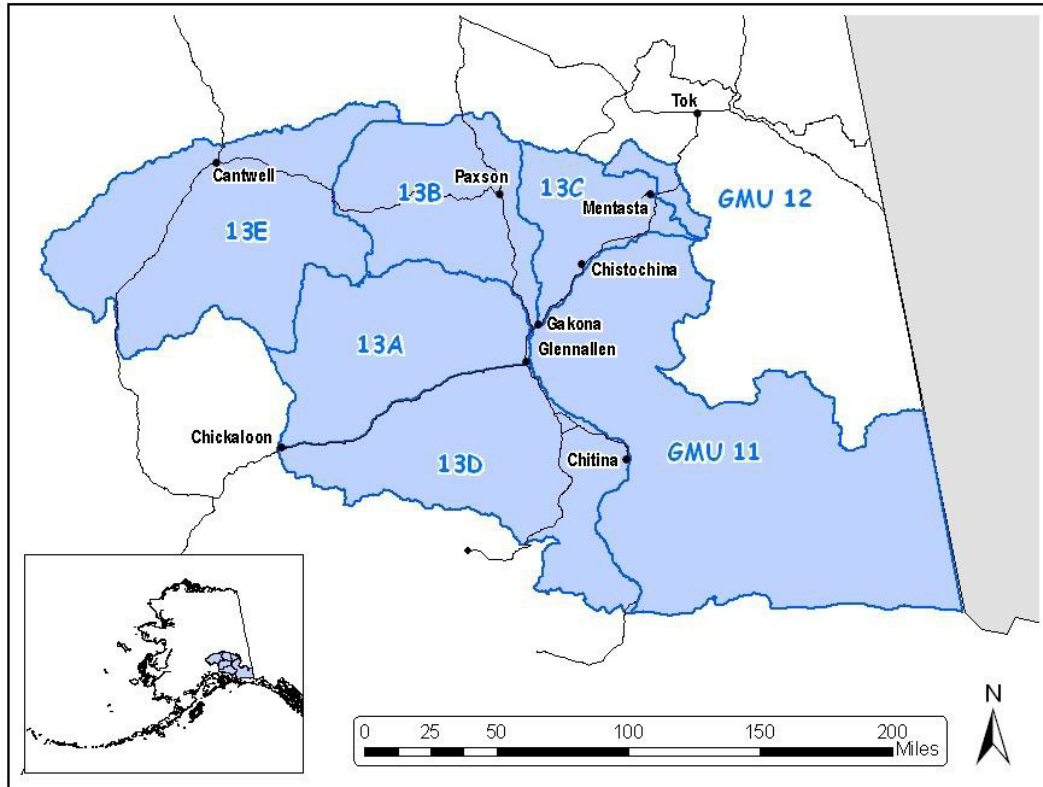 Tok
Cantwell
Paxson
13B
13C
Mentasta
GMU 12
13E
Chistochina
Gakona
13A
Glennallen
Chickaloon
13D
Chitina
GMU 11
N
0 25 50 100 150 200
Miles